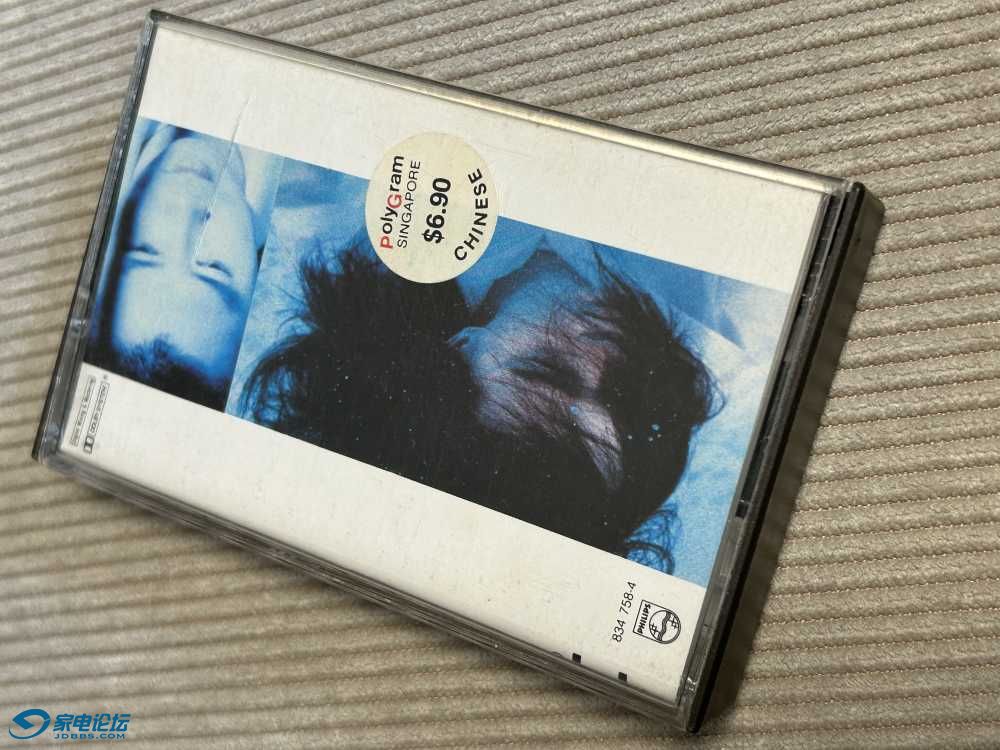 PolyGram
SINGAPORE
$6.90
CHINESE
834 758-4
PHILIPS
家电论坛
JDBBS.COM